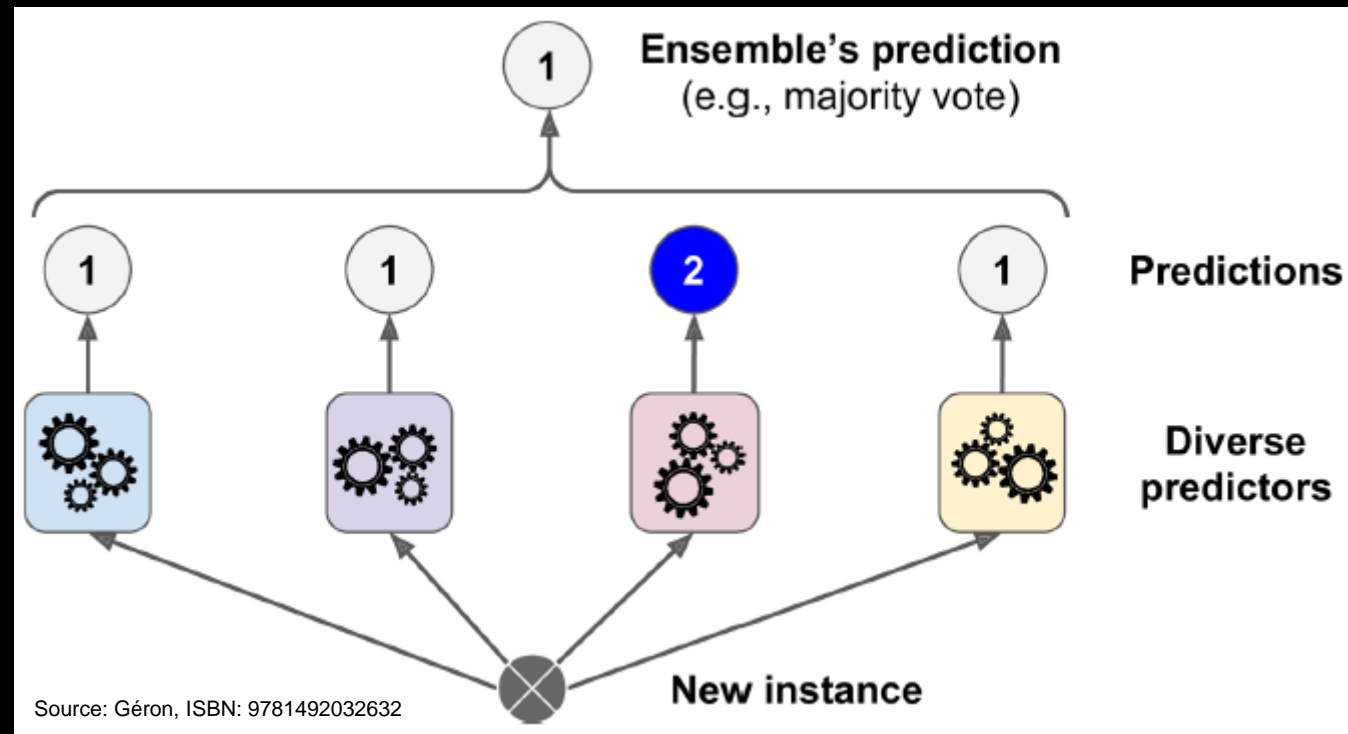 1
Ensemble’s prediction
(e.g., majority vote)
1
1
2
1
Predictions
Diverse
predictors
New instance
Source: Géron, ISBN: 9781492032632